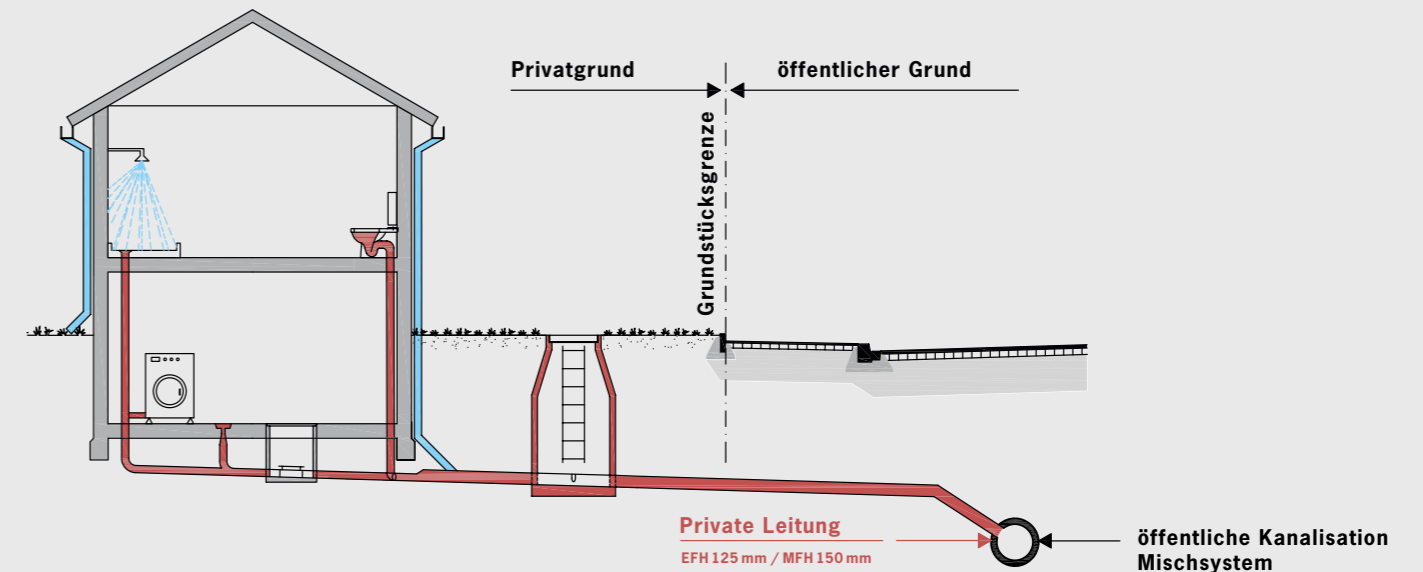 Privatgrund
öffentlicher Grund
Grundstücksgrenze
Private Leitung
EFH 125 mm / MFH 150 mm
öffentliche Kanalisation
Mischsystem